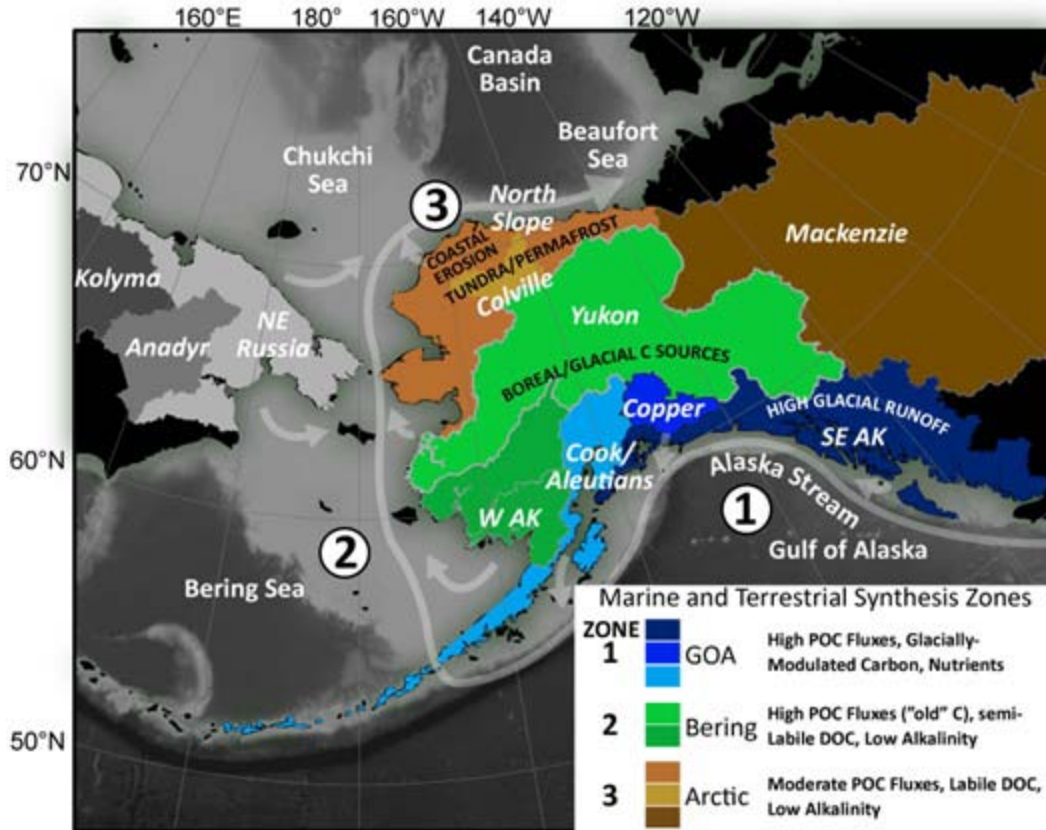 160°E 180° 160°W 140°W 120°W
Canada
Basin
Beaufort
Sea
Chukchi
Sea
70°N
3
North
Slope
COASTAL
EROSION
TUNDRA/PERMAFROST
Colville
Mackenzie
Kolyma
Anadyr
NE
Russia
Yukon
BOREAL/GLACIAL C SOURCES
Copper
HIGH GLACIAL RUNOFF
SE AK
60°N
Cook/
Aleutians
W AK
Alaska Stream
1
Gulf of Alaska
2
Bering Sea
50°N
Marine and Terrestrial Synthesis Zones
ZONE
1 GOA High POC Fluxes, Glacially-
Modulated Carbon, Nutrients
2 Bering High POC Fluxes ("old" C), semi-
Labile DOC, Low Alkalinity
3 Arctic Moderate POC Fluxes, Labile DOC,
Low Alkalinity